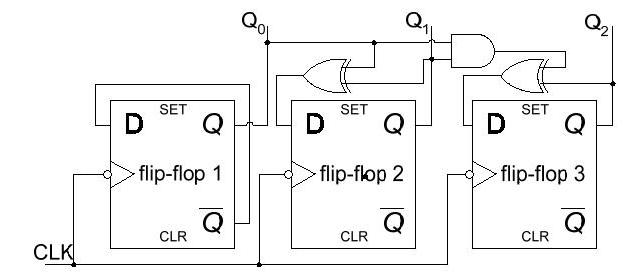 Q0 Q1 Q2
SET SET SET
D Q D Q D Q
flip-flop 1 flip-flop 2 flip-flop 3
Q̅ Q̅ Q̅
CLR CLR CLR
CLK